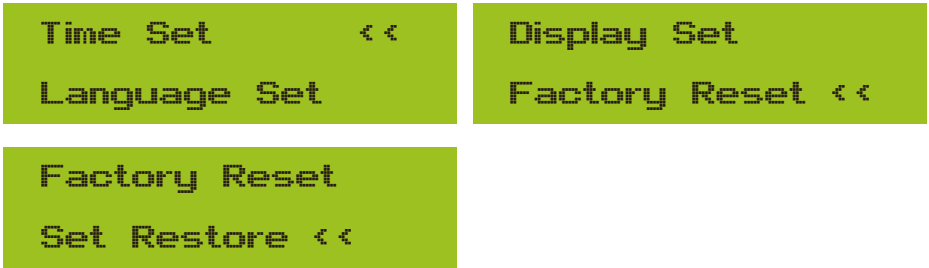 Time Set <<
Language Set
Display Set
Factory Reset <<
Factory Reset
Set Restore <<